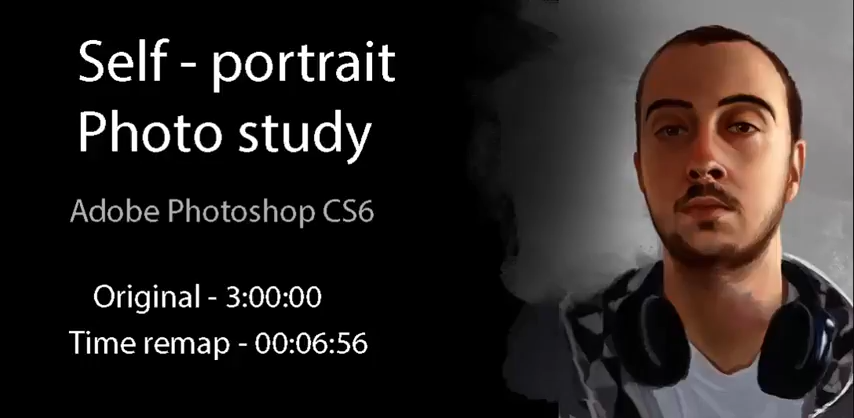 Self - portrait
Photo study
Adobe Photoshop CS6
Original - 3:00:00
Time remap - 00:06:56